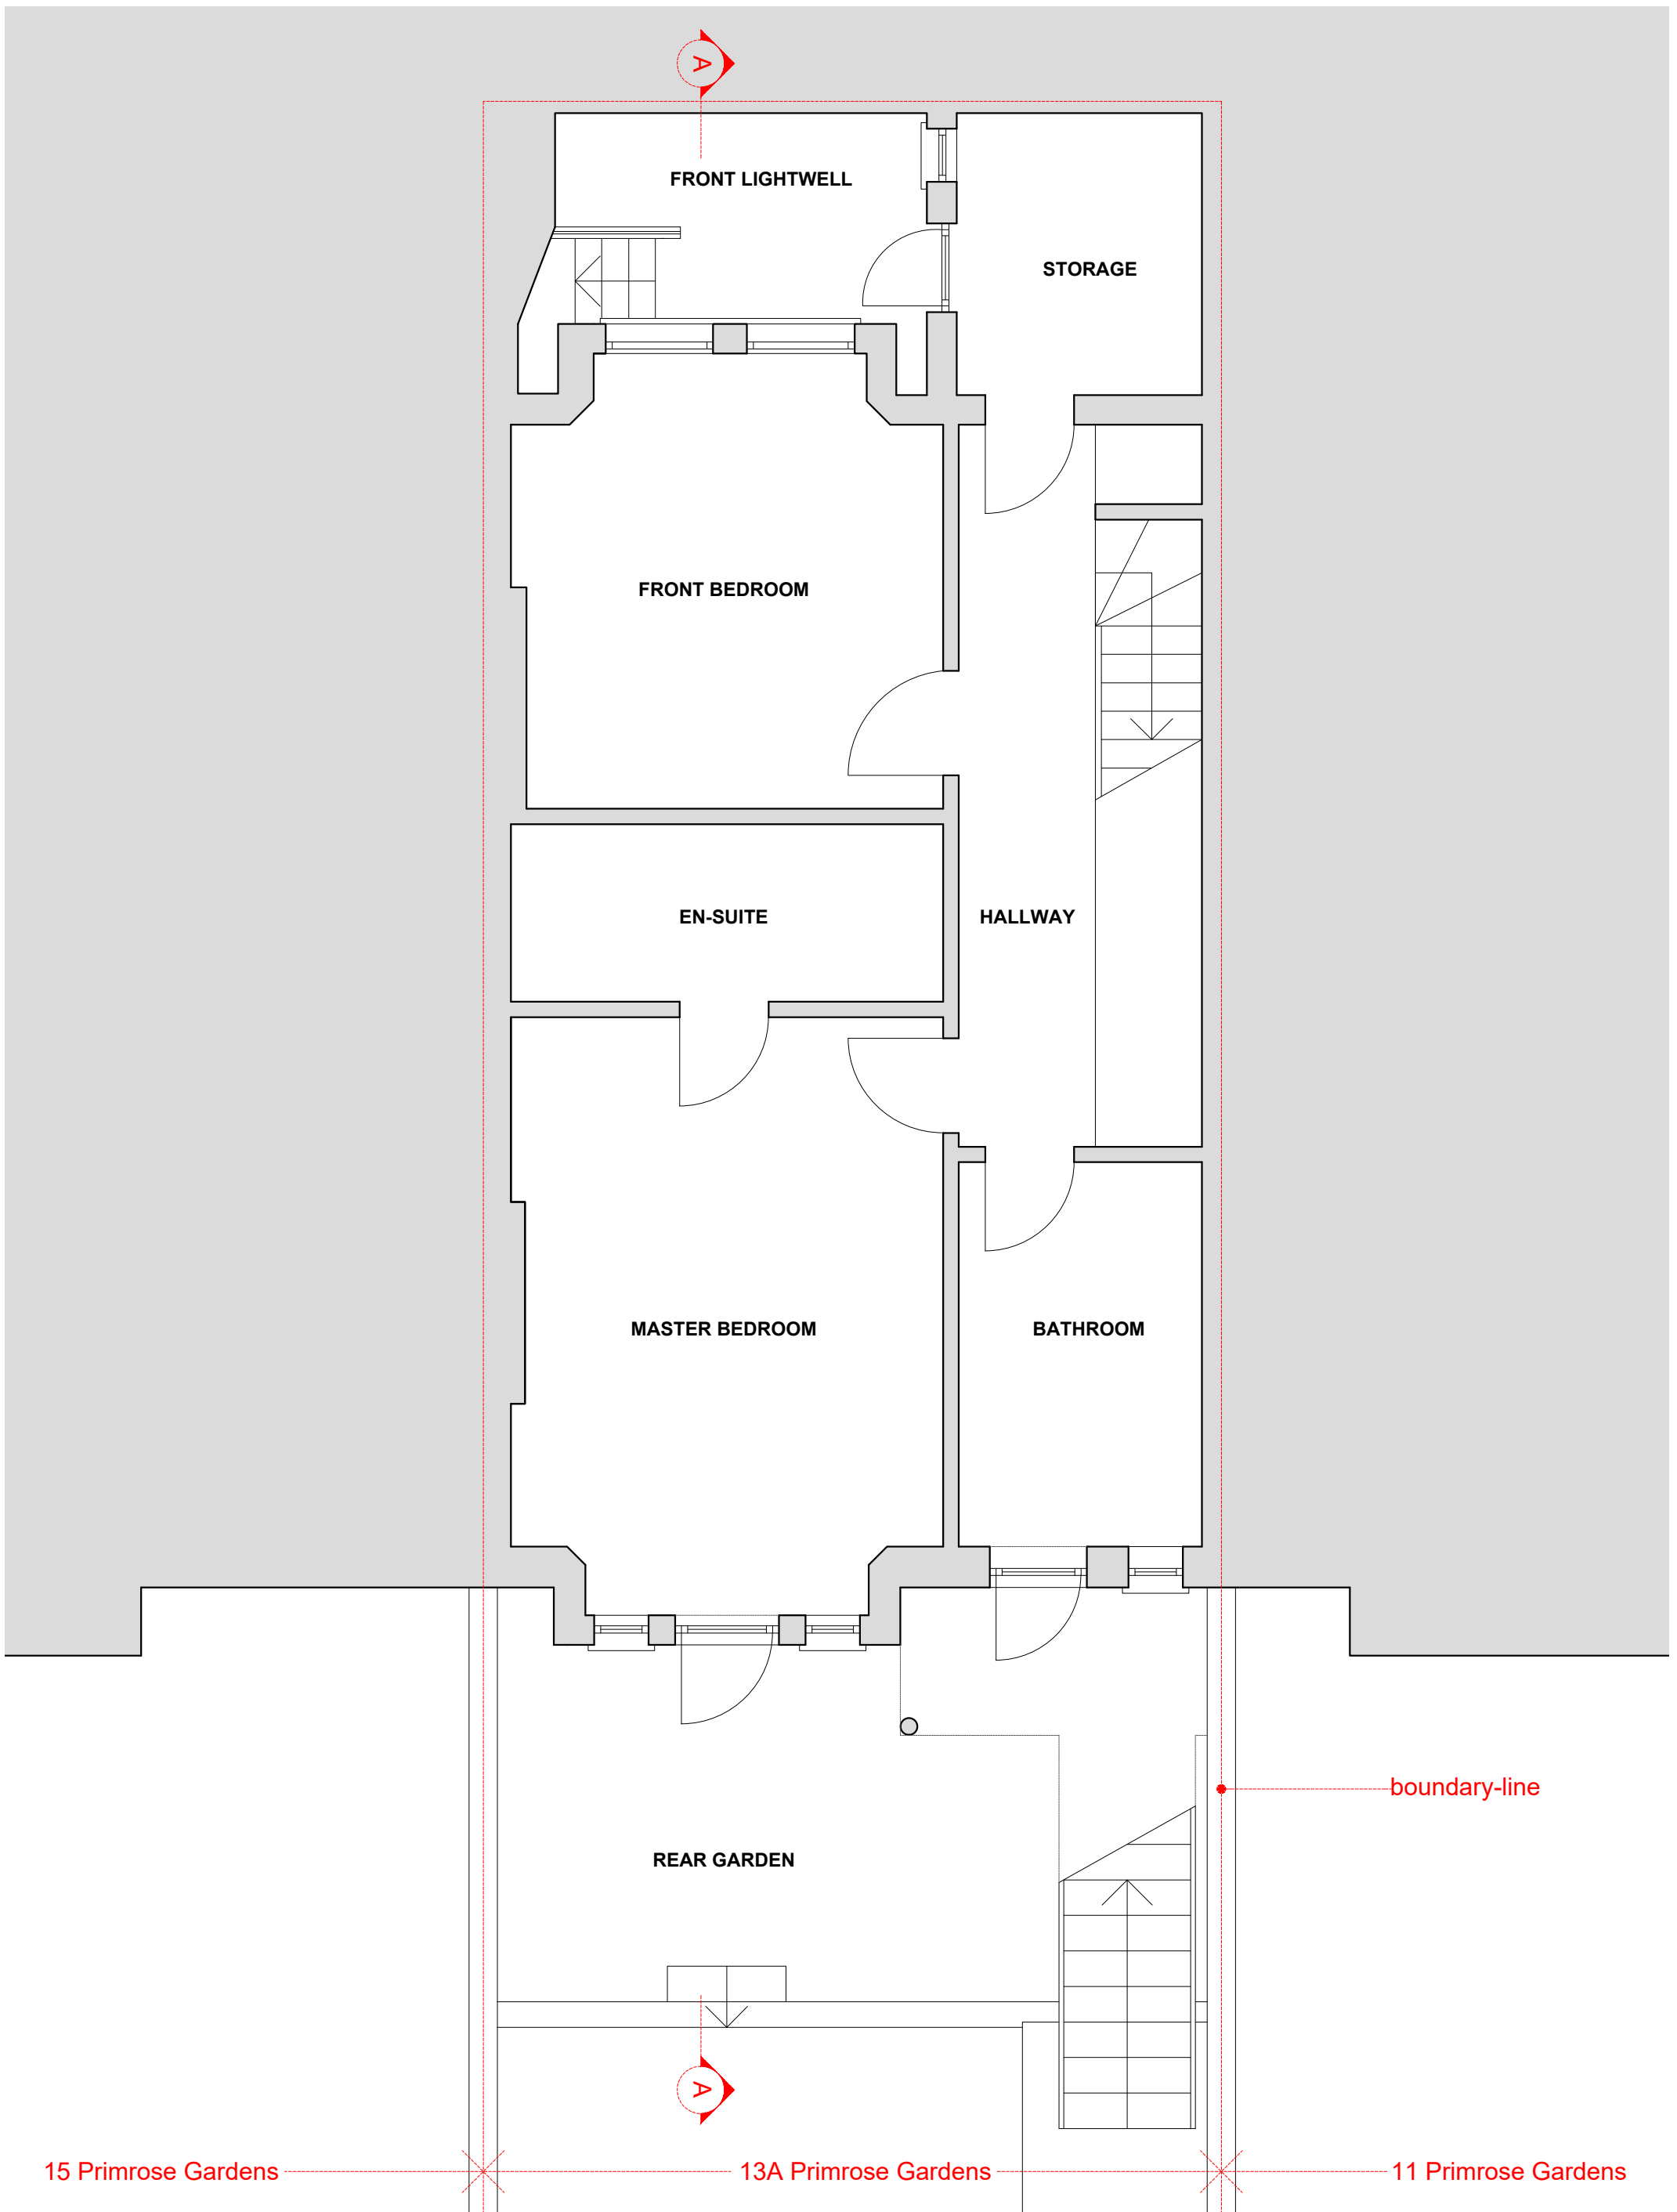 A
FRONT LIGHTWELL
STORAGE
FRONT BEDROOM
EN-SUITE
HALLWAY
MASTER BEDROOM
BATHROOM
boundary-line
REAR GARDEN
A
15 Primrose Gardens
13A Primrose Gardens
11 Primrose Gardens